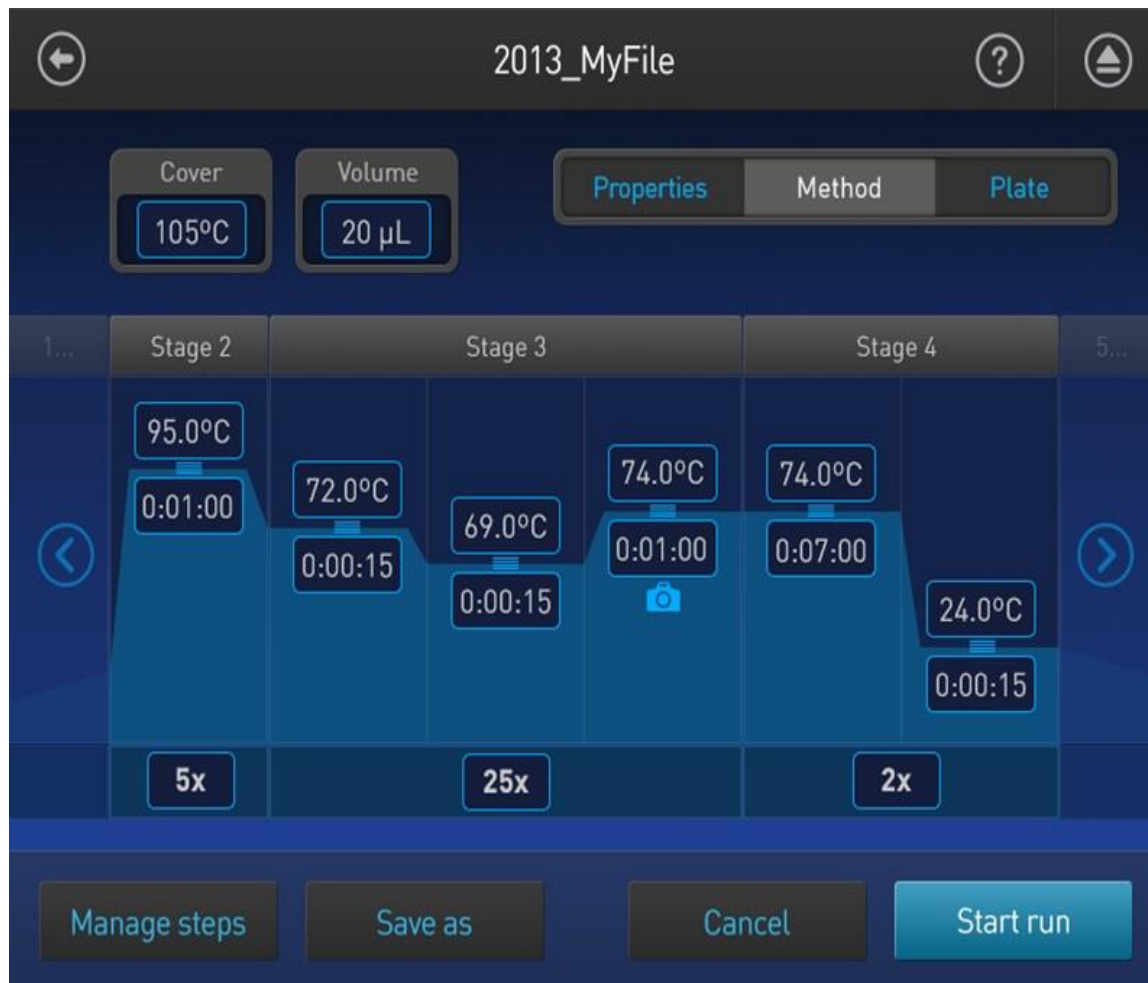 2013_MyFile
?
Cover
Volume
105ºC
20 µL
Properties
Method
Plate
1...
Stage 2
Stage 3
Stage 4
5...
95.0ºC
0:01:00
72.0ºC
0:00:15
69.0ºC
0:00:15
74.0ºC
0:01:00
74.0ºC
0:07:00
24.0ºC
0:00:15
5x
25x
2x
Manage steps
Save as
Cancel
Start run